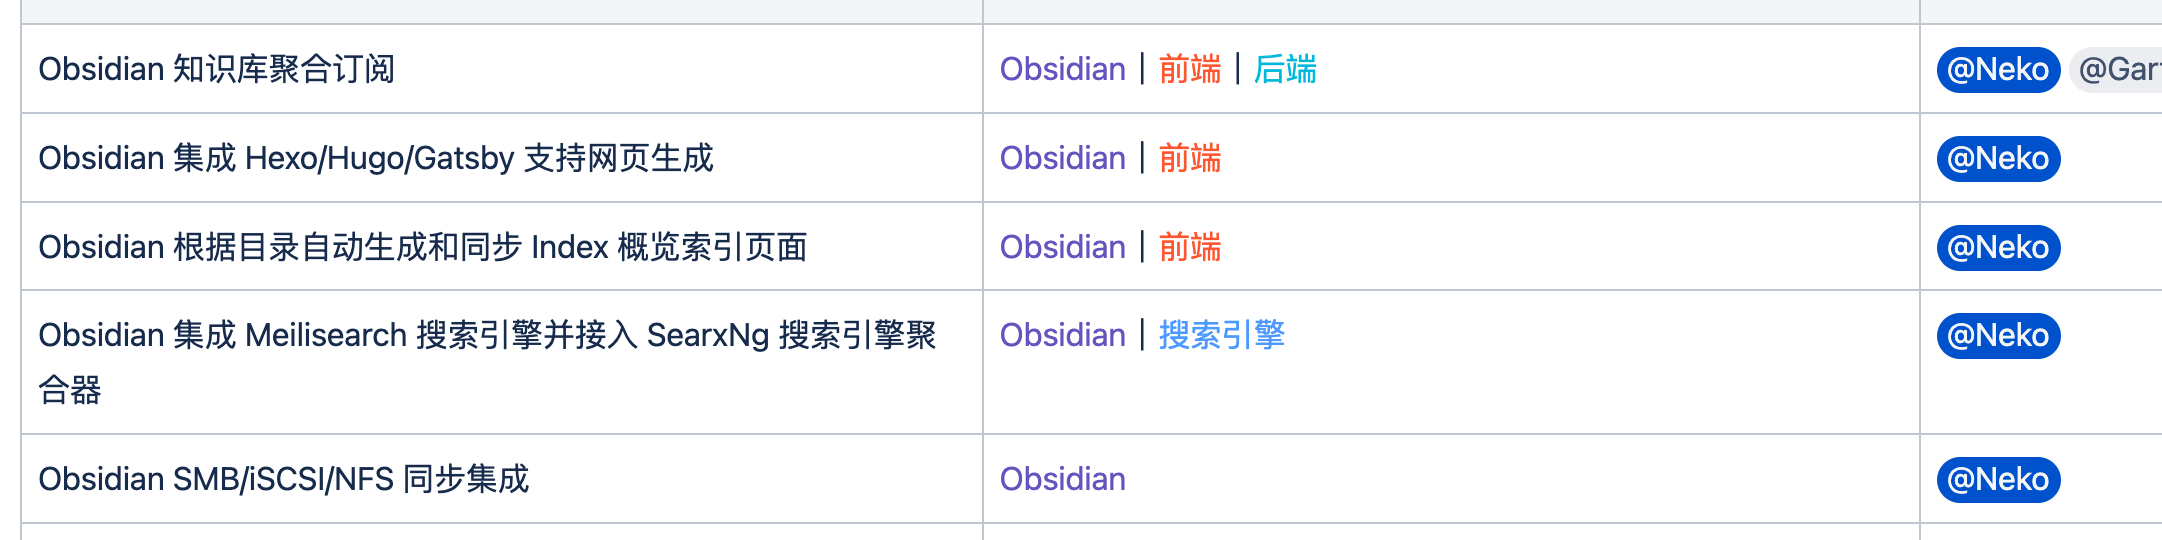 Obsidian 知识库聚合订阅 Obsidian | 前端 | 后端 @Neko
Obsidian 集成 Hexo/Hugo/Gatsby 支持网页生成 Obsidian | 前端 @Neko
Obsidian 根据目录自动生成和同步 Index 概览索引页面 Obsidian | 前端 @Neko
Obsidian 集成 Meilisearch 搜索引擎并接入 SearxNg 搜索引擎聚 Obsidian | 搜索引擎 @Neko
合器
Obsidian SMB/iSCSI/NFS 同步集成 Obsidian @Neko